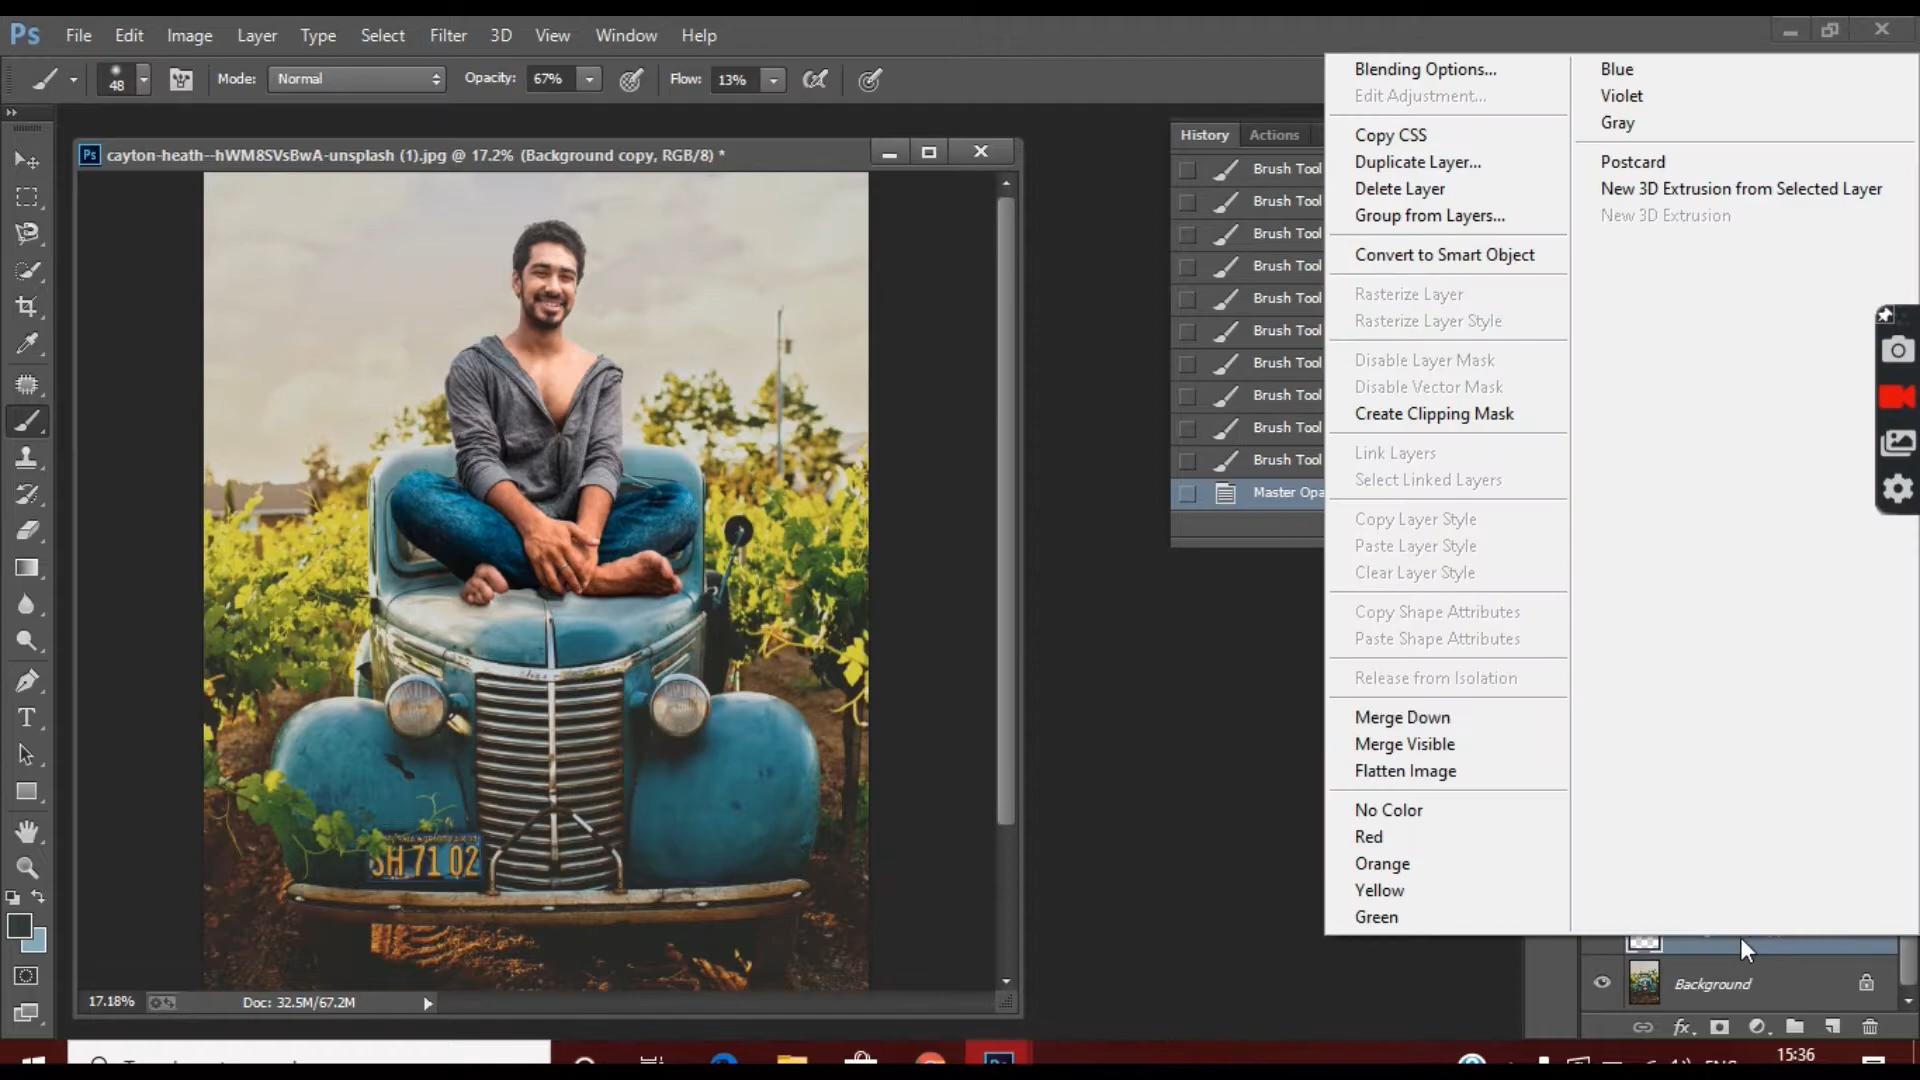 Ps File Edit Image Layer Type Select Filter 3D View Window Help
48 Mode: Normal Opacity: 67% Flow: 13%
Ps cayton-heath--hWM8SVsBwA-unsplash (1).jpg @ 17.2% (Background copy, RGB/8) *
SH 71 02
17.18% Doc: 32.5M/67.2M
History Actions
Brush Tool
Brush Tool
Brush Tool
Brush Tool
Brush Tool
Brush Tool
Brush Tool
Brush Tool
Brush Tool
Brush Tool
Master Opa
Blending Options...
Edit Adjustment...
Copy CSS
Duplicate Layer...
Delete Layer
Group from Layers...
Convert to Smart Object
Rasterize Layer
Rasterize Layer Style
Disable Layer Mask
Disable Vector Mask
Create Clipping Mask
Link Layers
Select Linked Layers
Copy Layer Style
Paste Layer Style
Clear Layer Style
Copy Shape Attributes
Paste Shape Attributes
Release from Isolation
Merge Down
Merge Visible
Flatten Image
No Color
Red
Orange
Yellow
Green
Blue
Violet
Gray
Postcard
New 3D Extrusion from Selected Layer
New 3D Extrusion
Background
fx
15:36